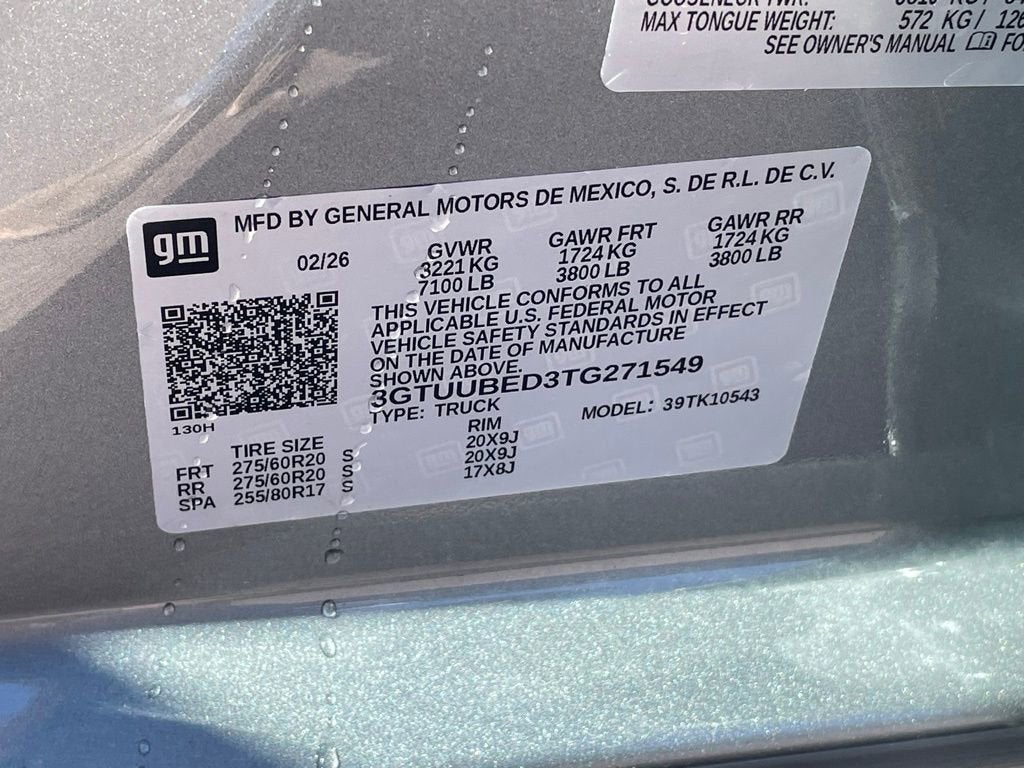 MAX TONGUE WEIGHT: 572 KG /
SEE OWNER'S MANUAL
gm
MFD BY GENERAL MOTORS DE MEXICO, S. DE R.L. DE C.V.
02/26
GVWR
3221 KG
7100 LB
GAWR FRT
1724 KG
3800 LB
GAWR RR
1724 KG
3800 LB
THIS VEHICLE CONFORMS TO ALL
APPLICABLE U.S. FEDERAL MOTOR
VEHICLE SAFETY STANDARDS IN EFFECT
ON THE DATE OF MANUFACTURE
SHOWN ABOVE.
3GTUUBED3TG271549
TYPE: TRUCK
MODEL: 39TK10543
130H
TIRE SIZE RIM
FRT 275/60R20 S 20X9J
RR 275/60R20 S 20X9J
SPA 255/80R17 S 17X8J